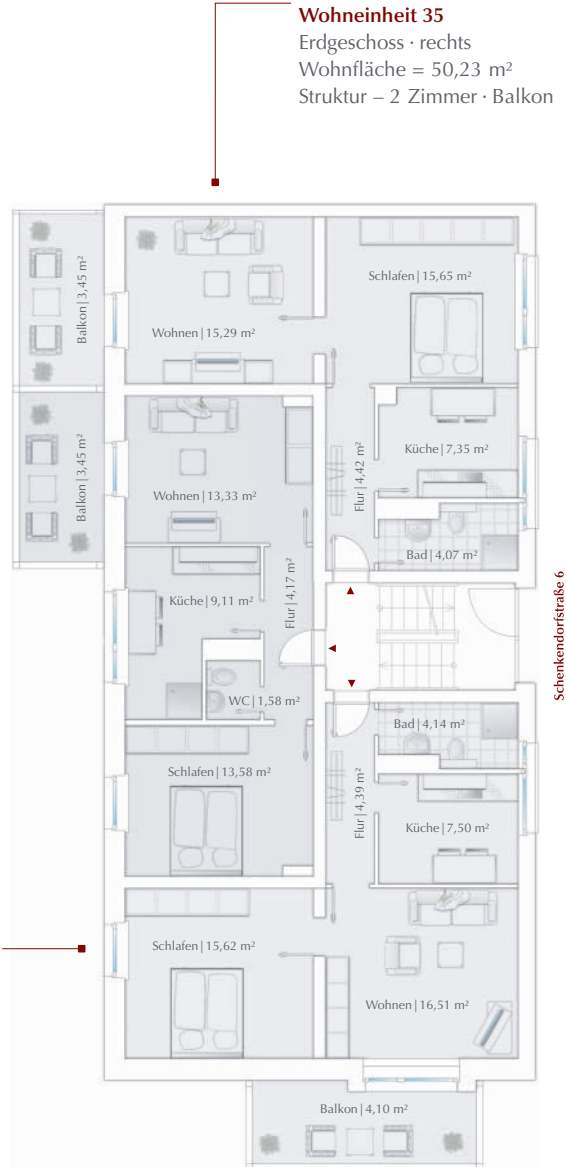 Wohneinheit 35
Erdgeschoss · rechts
Wohnfläche = 50,23 m²
Struktur – 2 Zimmer · Balkon
Balkon | 3,45 m²
Wohnen | 15,29 m²
Schlafen | 15,65 m²
Küche | 7,35 m²
Flur | 4,42 m²
Bad | 4,07 m²
Balkon | 3,45 m²
Wohnen | 13,33 m²
Küche | 9,11 m²
Flur | 4,17 m²
WC | 1,58 m²
Schlafen | 13,58 m²
Schenkendorfstraße 6
Bad | 4,14 m²
Flur | 4,39 m²
Küche | 7,50 m²
Schlafen | 15,62 m²
Wohnen | 16,51 m²
Balkon | 4,10 m²